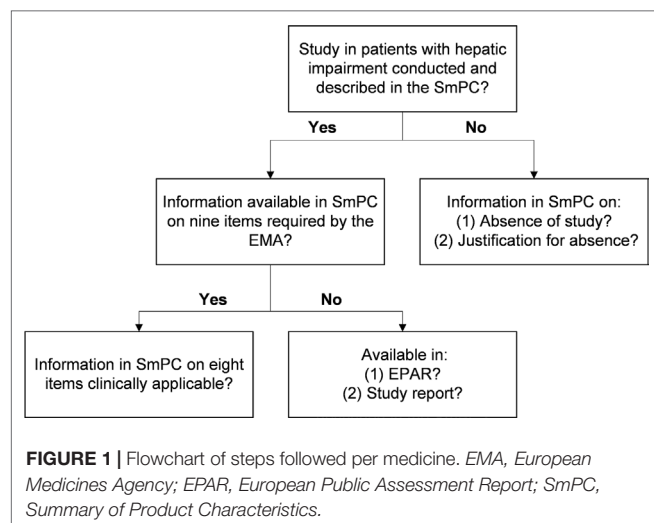 Study in patients with hepatic
impairment conducted and
described in the SmPC?
Yes
No
Information available in SmPC
on nine items required by the
EMA?
Information in SmPC on:
(1) Absence of study?
(2) Justification for absence?
Yes
No
Information in SmPC on eight
items clinically applicable?
Available in:
(1) EPAR?
(2) Study report?
FIGURE 1 | Flowchart of steps followed per medicine. EMA, European
Medicines Agency; EPAR, European Public Assessment Report; SmPC,
Summary of Product Characteristics.